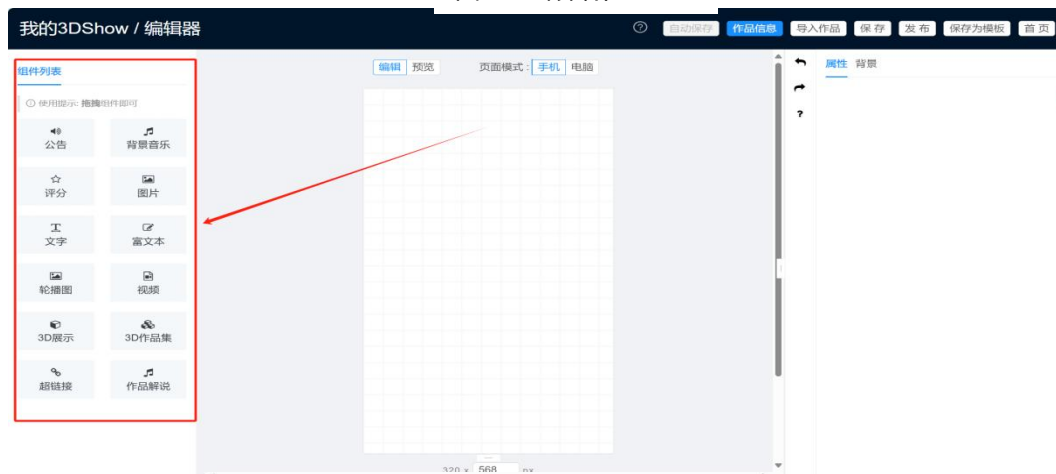 我的3DShow / 编辑器
自动保存 作品信息 导入作品 保存 发布 保存为模板 首页
组件列表
使用提示: 拖拽组件即可
公告 背景音乐
评分 图片
文字 富文本
轮播图 视频
3D展示 3D作品集
超链接 作品解说
编辑 预览 页面模式 : 手机 电脑
320 x 568 px
属性 背景